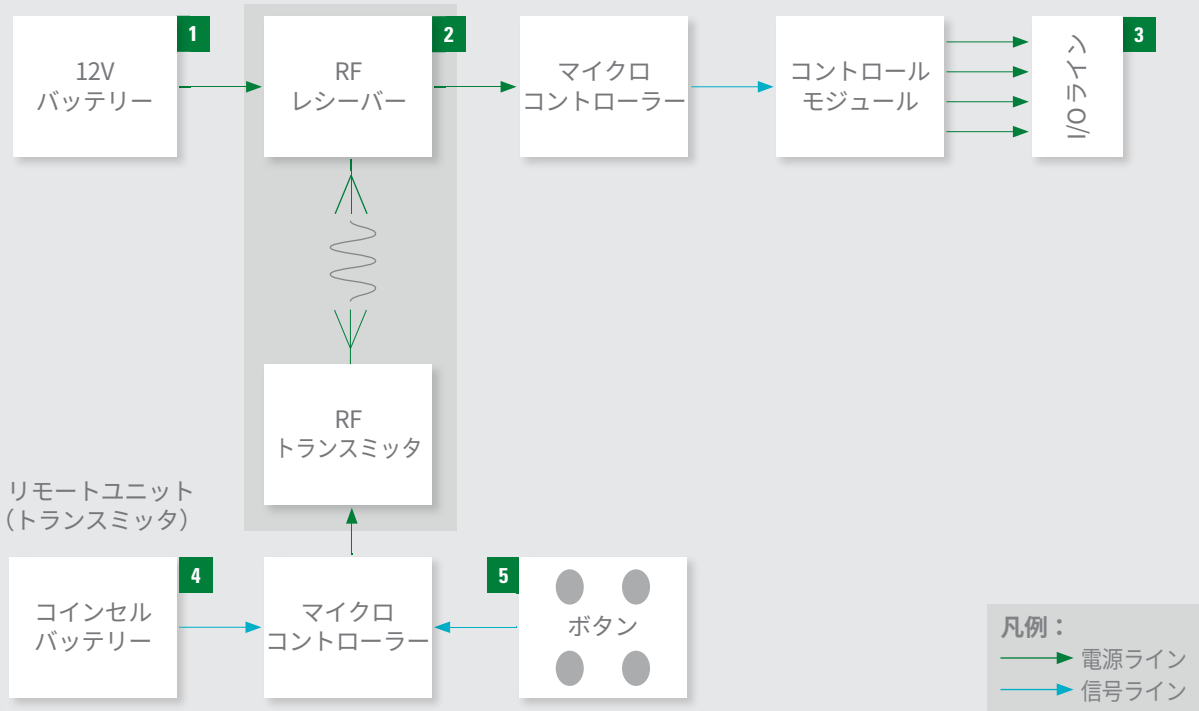 1
12V
バッテリー
2
RF
レシーバー
マイクロ
コントローラー
コントロール
モジュール
3
I/Oライン
RF
トランスミッタ
リモートユニット
（トランスミッタ）
4
コインセル
バッテリー
マイクロ
コントローラー
5
ボタン
凡例：
電源ライン
信号ライン